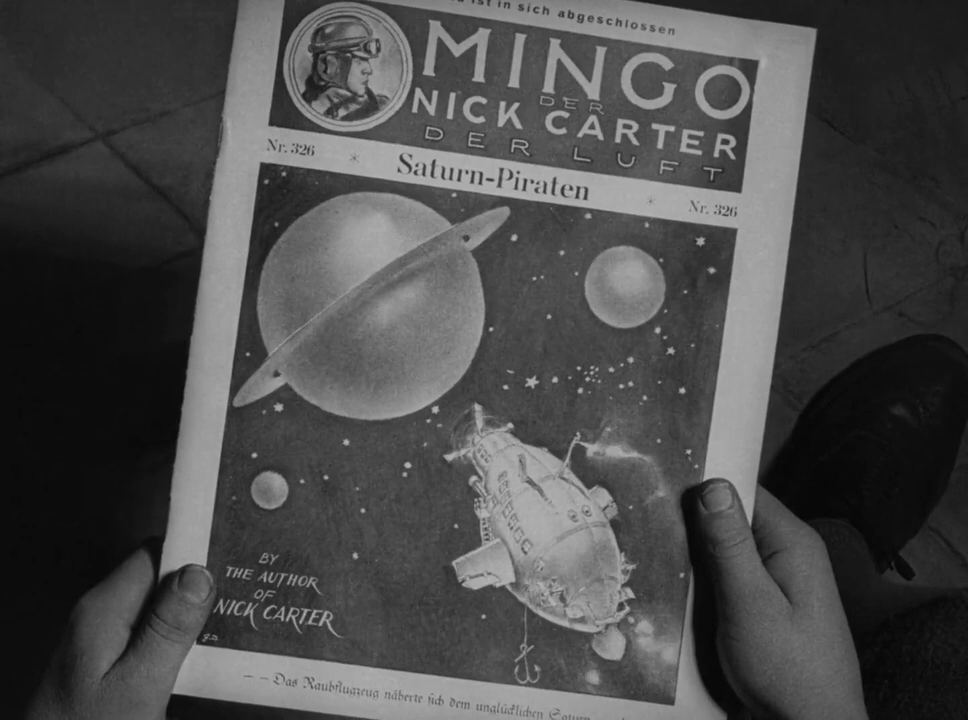 ist in sich abgeschlossen
MINGO
DER
NICK CARTER
DER LUFT
Nr. 326 * Saturn-Piraten * Nr. 326
BY
THE AUTHOR
OF
NICK CARTER
— — Das Raubflugzeug näherte sich dem unglücklichen